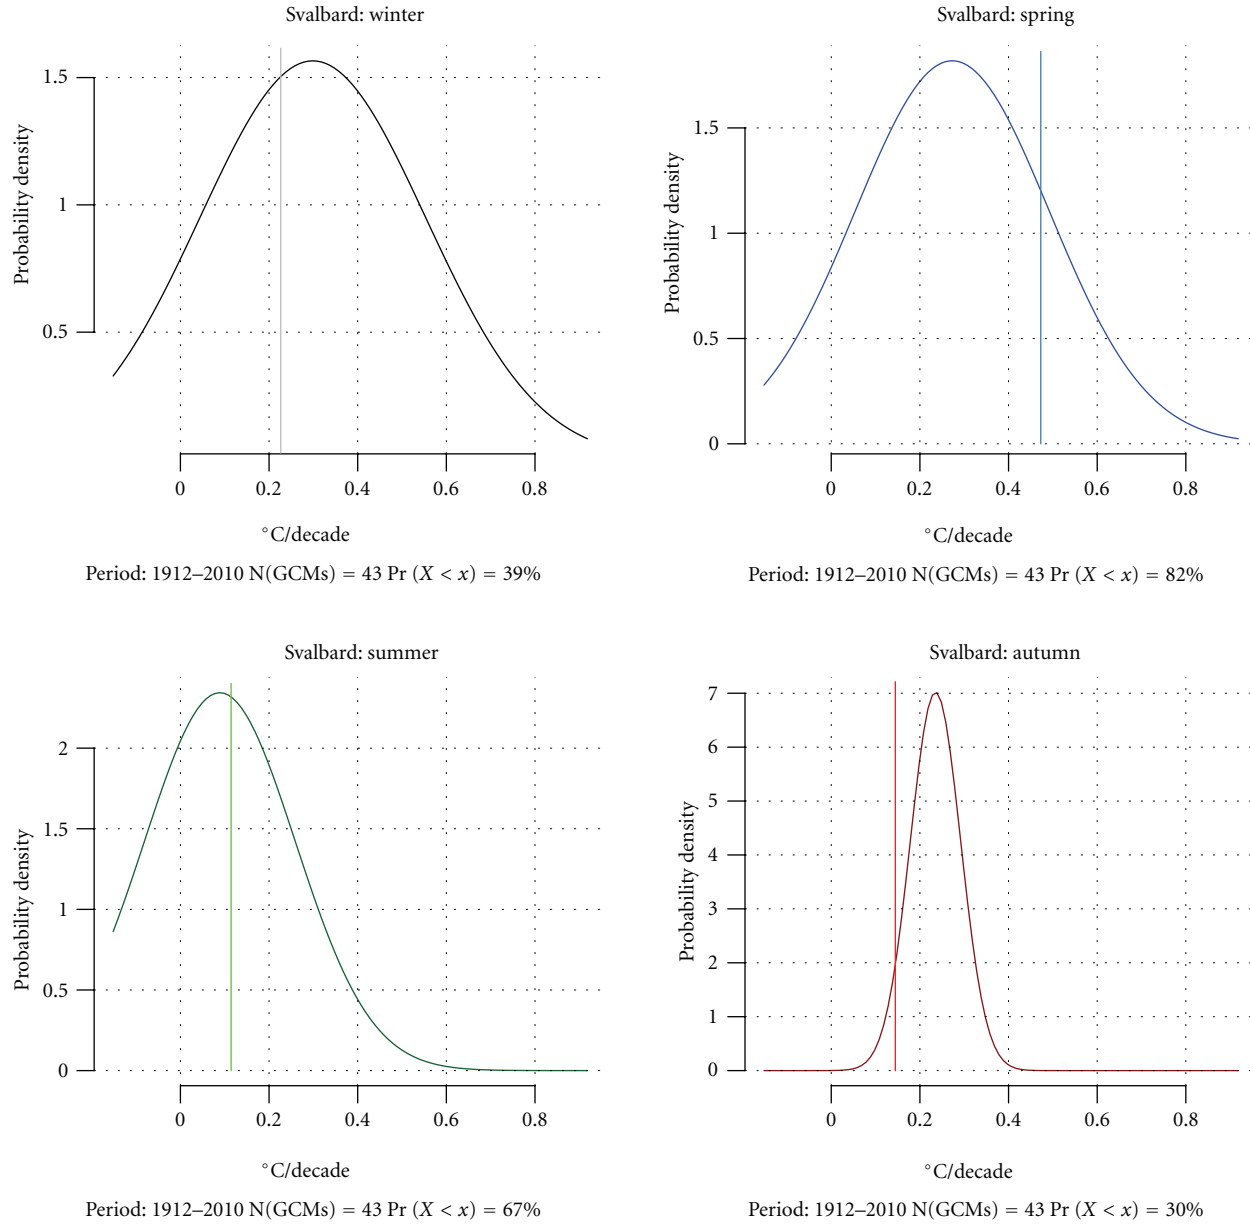 Svalbard: winter
Probability density
1.5
1
0.5
0 0.2 0.4 0.6 0.8
°C/decade
Period: 1912–2010 N(GCMs) = 43 Pr (X < x) = 39%
Svalbard: spring
Probability density
1.5
1
0.5
0
0 0.2 0.4 0.6 0.8
°C/decade
Period: 1912–2010 N(GCMs) = 43 Pr (X < x) = 82%
Svalbard: summer
Probability density
2
1.5
1
0.5
0
0 0.2 0.4 0.6 0.8
°C/decade
Period: 1912–2010 N(GCMs) = 43 Pr (X < x) = 67%
Svalbard: autumn
Probability density
7
6
5
4
3
2
1
0
0 0.2 0.4 0.6 0.8
°C/decade
Period: 1912–2010 N(GCMs) = 43 Pr (X < x) = 30%